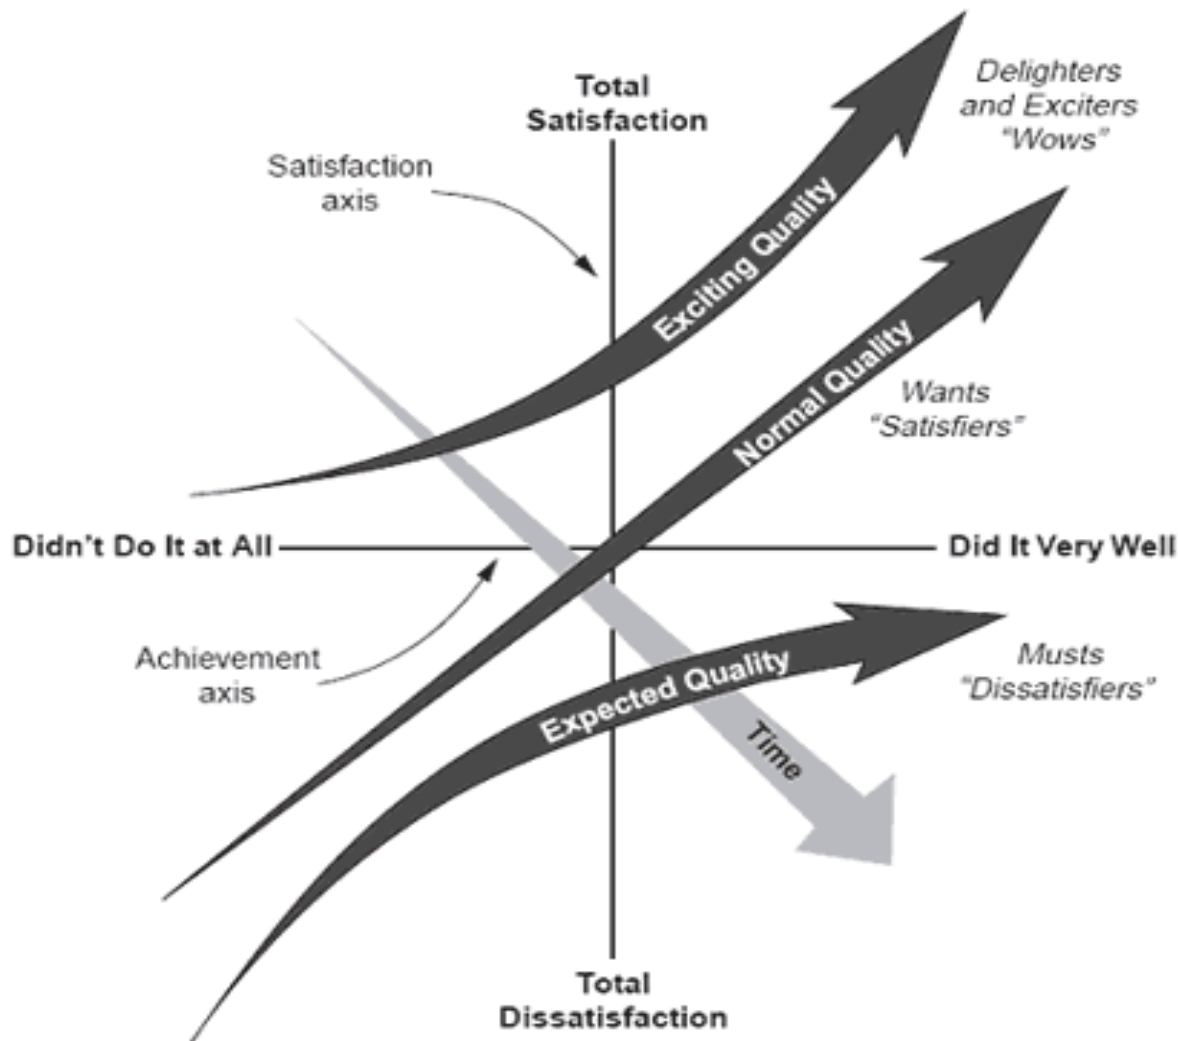 Total
Satisfaction
Delighters
and Exciters
“Wows”
Satisfaction
axis
Exciting Quality
Normal Quality
Wants
“Satisfiers”
Didn’t Do It at All
Did It Very Well
Achievement
axis
Expected Quality
Musts
“Dissatisfiers”
Time
Total
Dissatisfaction